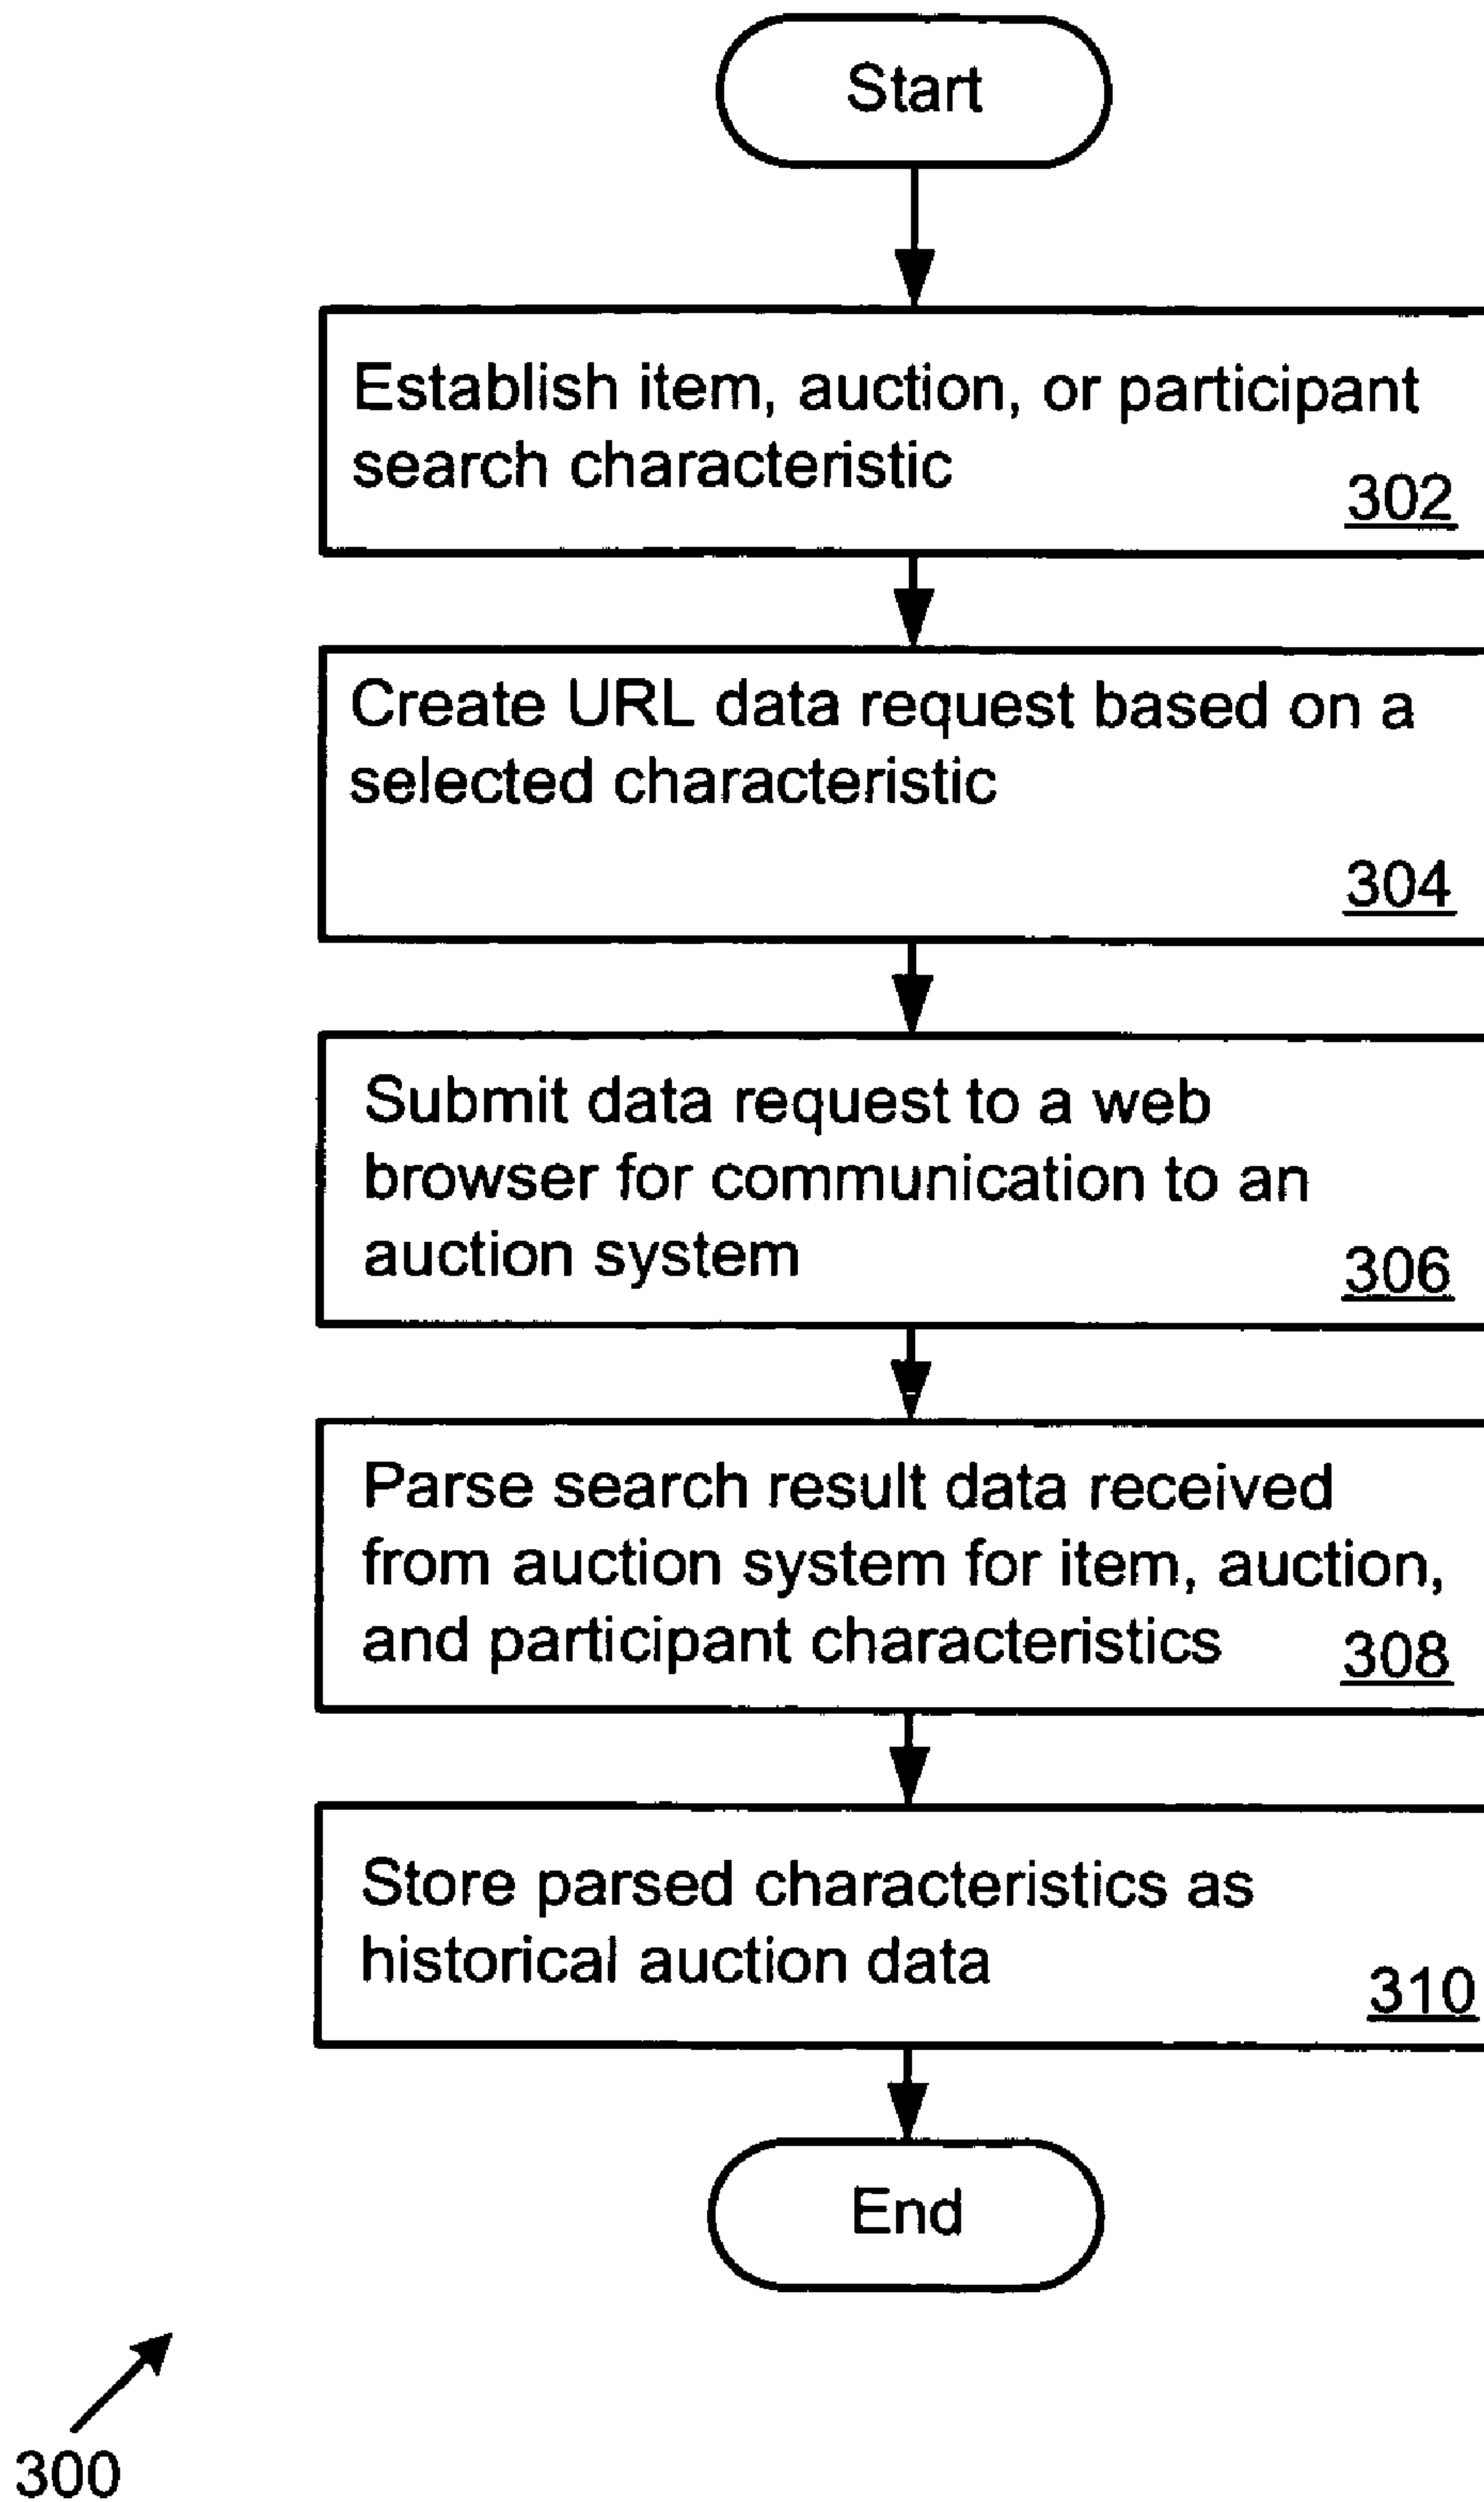 Start
Establish item, auction, or participant
search characteristic
302
Create URL data request based on a
selected characteristic
304
Submit data request to a web
browser for communication to an
auction system
306
Parse search result data received
from auction system for item, auction,
and participant characteristics
308
Store parsed characteristics as
historical auction data
310
End
300